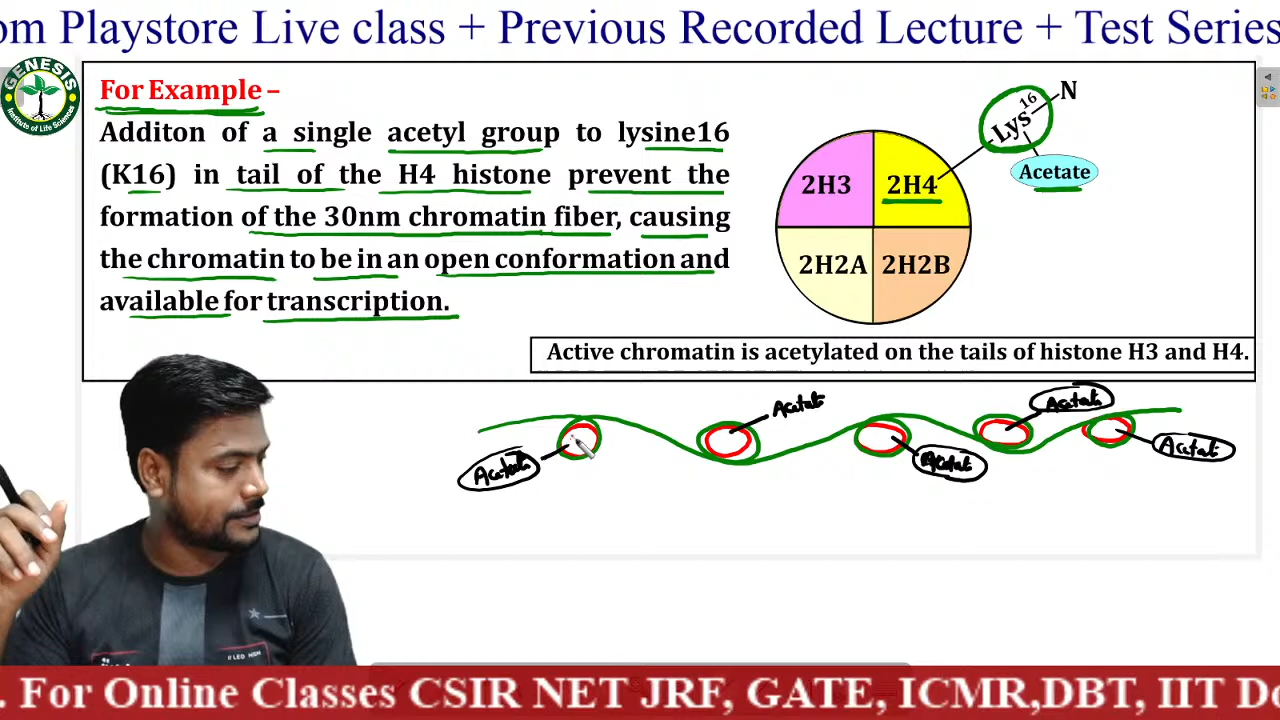 om Playstore Live class + Previous Recorded Lecture + Test Series
GENESIS
Institute of Life Sciences
For Example –
Additon of a single acetyl group to lysine16
(K16) in tail of the H4 histone prevent the
formation of the 30nm chromatin fiber, causing
the chromatin to be in an open conformation and
available for transcription.
Lys16 N
Acetate
2H3 2H4
2H2A 2H2B
Active chromatin is acetylated on the tails of histone H3 and H4.
Acetate
Acetate
Acetate
Acetate
Acetate
. For Online Classes CSIR NET JRF, GATE, ICMR,DBT, IIT De